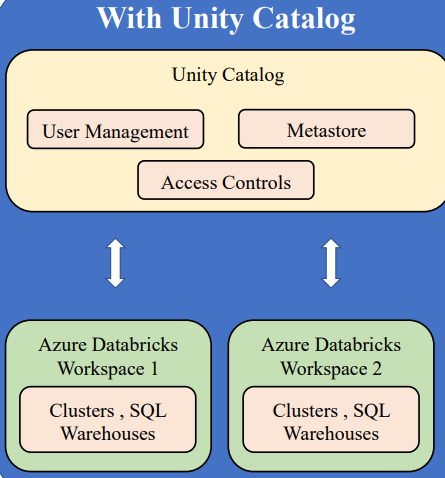 With Unity Catalog
Unity Catalog
User Management
Metastore
Access Controls
Azure Databricks
Workspace 1
Clusters , SQL
Warehouses
Azure Databricks
Workspace 2
Clusters , SQL
Warehouses